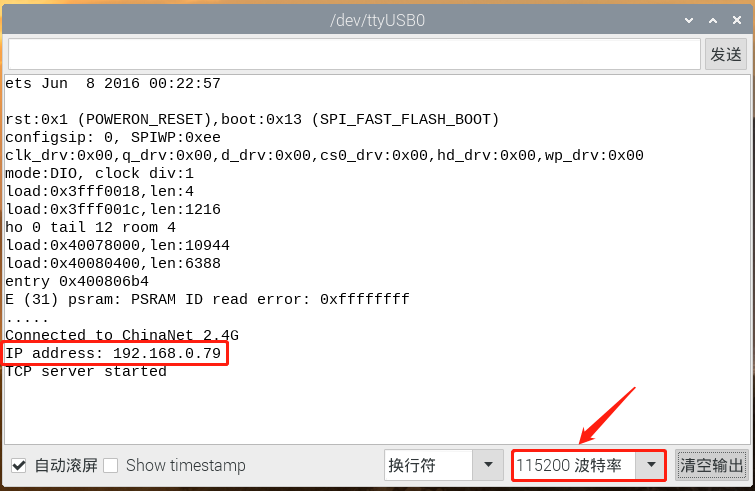 /dev/ttyUSB0
发送
ets Jun  8 2016 00:22:57
rst:0x1 (POWERON_RESET),boot:0x13 (SPI_FAST_FLASH_BOOT)
configsip: 0, SPIWP:0xee
clk_drv:0x00,q_drv:0x00,d_drv:0x00,cs0_drv:0x00,hd_drv:0x00,wp_drv:0x00
mode:DIO, clock div:1
load:0x3fff0018,len:4
load:0x3fff001c,len:1216
ho 0 tail 12 room 4
load:0x40078000,len:10944
load:0x40080400,len:6388
entry 0x400806b4
E (31) psram: PSRAM ID read error: 0xffffffff
.....
Connected to ChinaNet 2.4G
IP address: 192.168.0.79
TCP server started
自动滚屏 Show timestamp 换行符 115200 波特率 清空输出